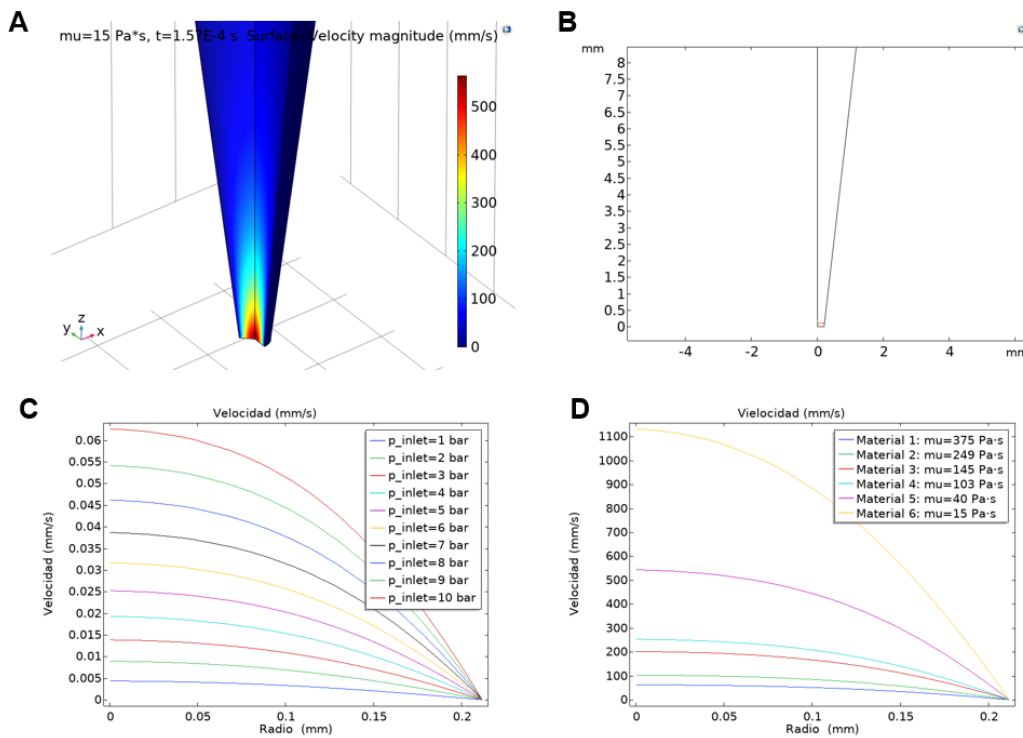 A
mu=15 Pa*s, t=1.57E-4 s Surface: Velocity magnitude (mm/s)
500
400
300
200
100
0
y z x
B
mm
8
7.5
7
6.5
6
5.5
5
4.5
4
3.5
3
2.5
2
1.5
1
0.5
0
-4 -2 0 2 4 6 mm
C
Velocidad (mm/s)
0.06
0.055
0.05
0.045
0.04
0.035
0.03
0.025
0.02
0.015
0.01
0.005
0
Velocidad (mm/s)
p_inlet=1 bar
p_inlet=2 bar
p_inlet=3 bar
p_inlet=4 bar
p_inlet=5 bar
p_inlet=6 bar
p_inlet=7 bar
p_inlet=8 bar
p_inlet=9 bar
p_inlet=10 bar
0 0.05 0.1 0.15 0.2
Radio (mm)
D
Vielocidad (mm/s)
1100
1000
900
800
700
600
500
400
300
200
100
0
Velocidad (mm/s)
Material 1: mu=375 Pa·s
Material 2: mu=249 Pa·s
Material 3: mu=145 Pa·s
Material 4: mu=103 Pa·s
Material 5: mu=40 Pa·s
Material 6: mu=15 Pa·s
0 0.05 0.1 0.15 0.2
Radio (mm)